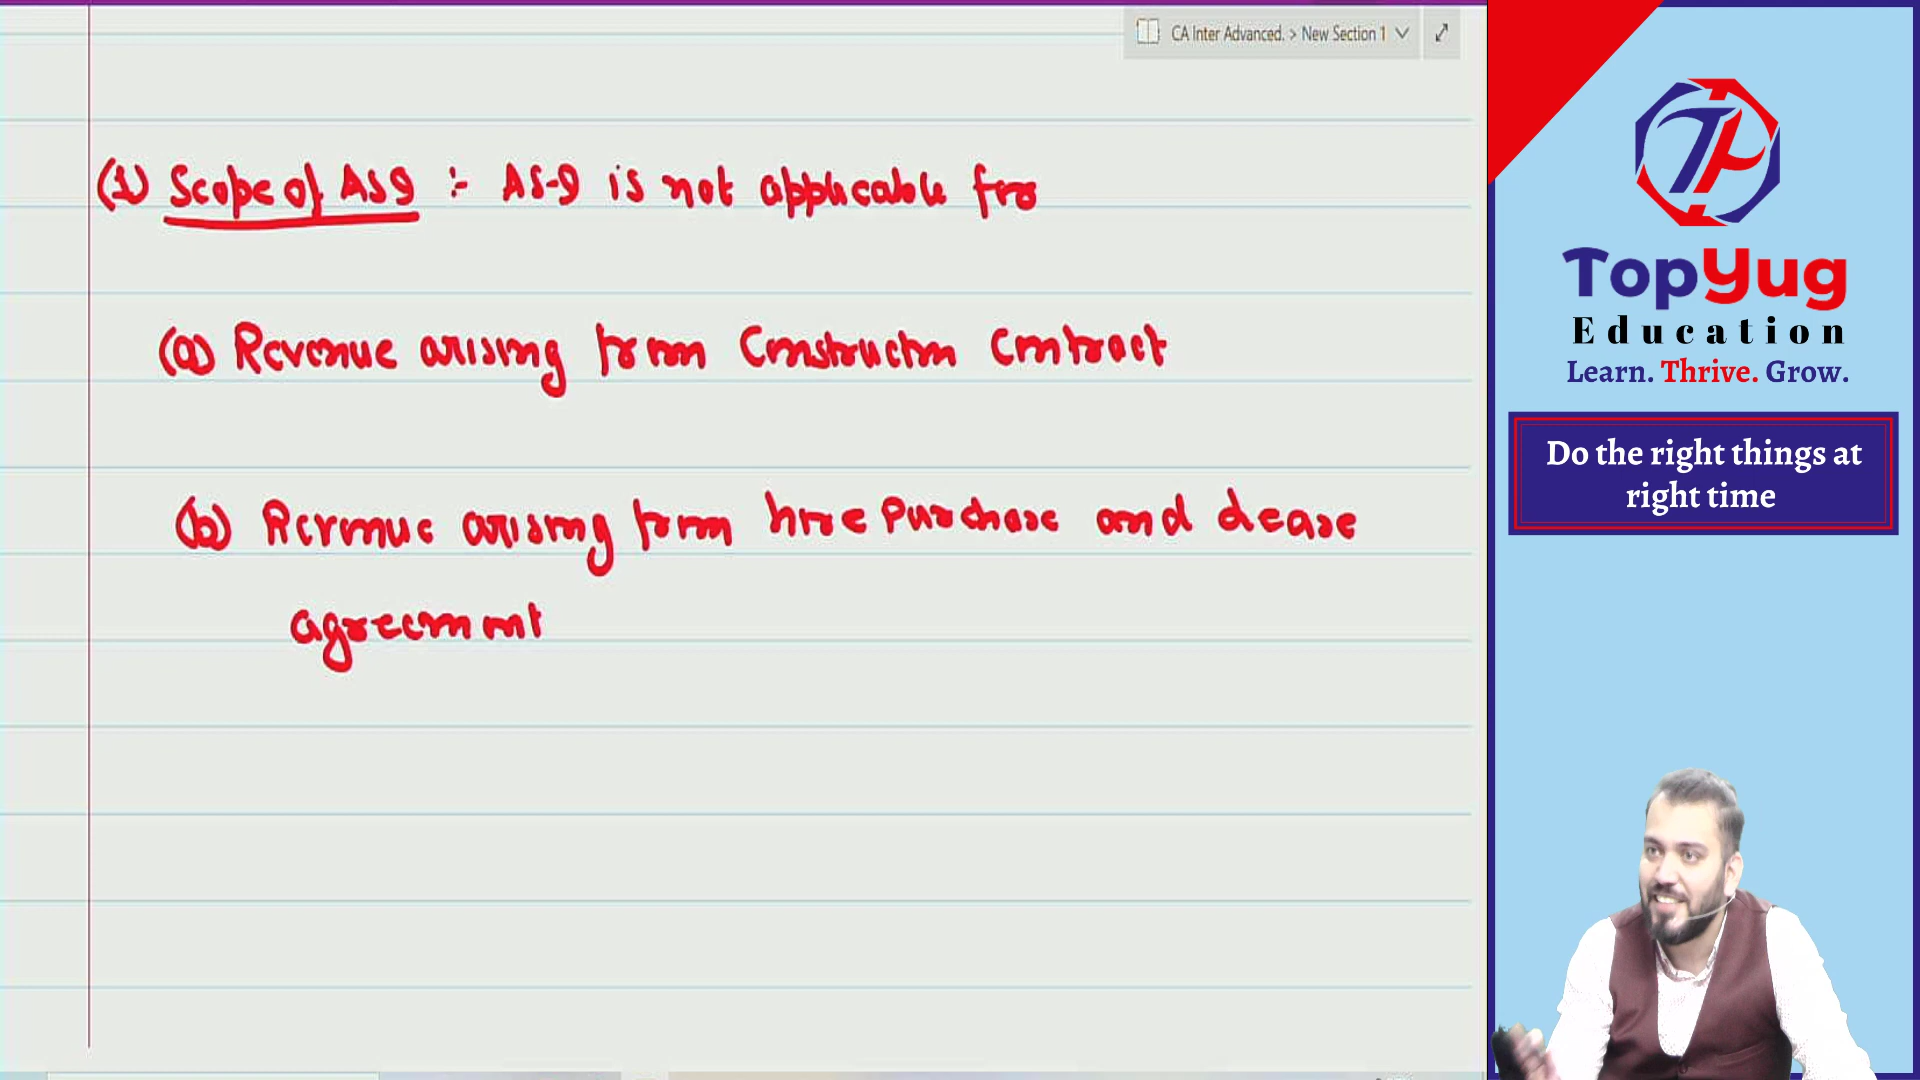 CA Inter Advanced. > New Section 1
(1) Scope of AS 9 :- AS-9 is not applicable for
(a) Revenue arising from Construction Contract
(b) Revenue arising from hire Purchase and Lease
agreement
TopYug
Education
Learn. Thrive. Grow.
Do the right things at
right time